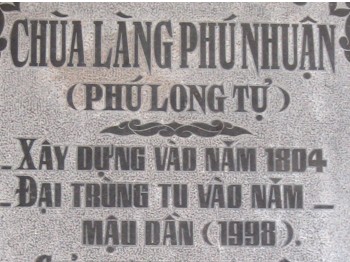 CHÙA LÀNG PHÚ NHUẬN
(PHÚ LONG TỰ)
_ XÂY DỰNG VÀO NĂM 1804
_ ĐẠI TRÙNG TU VÀO NĂM _
MẬU DẦN (1998).